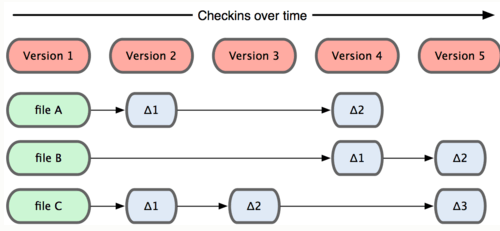 Checkins over time
Version 1 Version 2 Version 3 Version 4 Version 5
file A Δ1 Δ2
file B Δ1 Δ2
file C Δ1 Δ2 Δ3